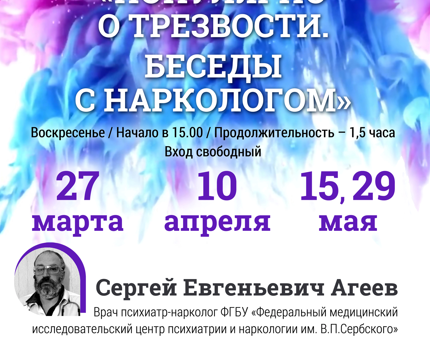 «ПОПУЛЯРНО
О ТРЕЗВОСТИ.
БЕСЕДЫ
С НАРКОЛОГОМ»
Воскресенье / Начало в 15.00 / Продолжительность – 1,5 часа
Вход свободный
27 10 15, 29
марта апреля мая
Сергей Евгеньевич Агеев
Врач психиатр-нарколог ФГБУ «Федеральный медицинский
исследовательский центр психиатрии и наркологии им. В.П.Сербского»